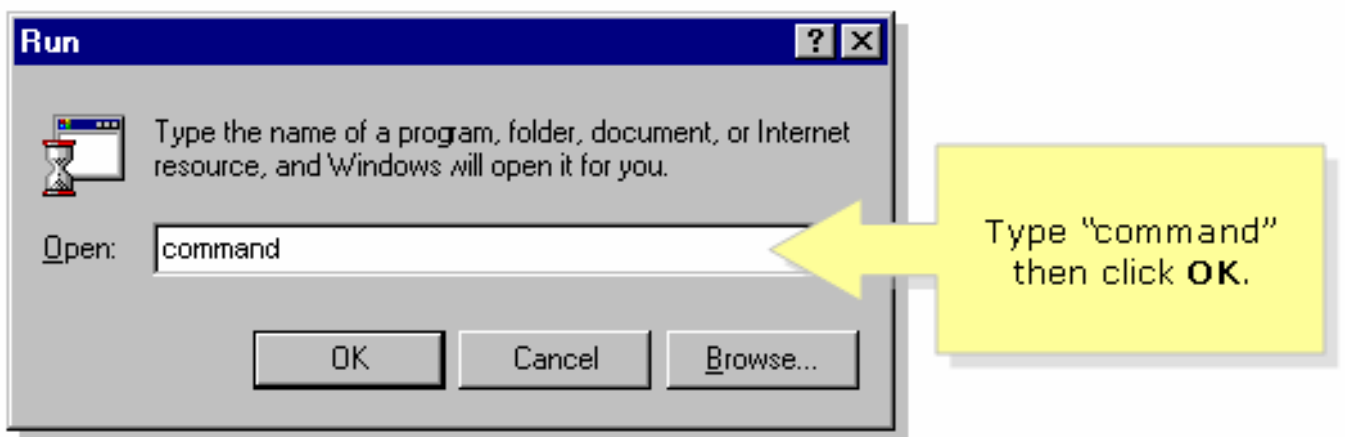 Run
Type the name of a program, folder, document, or Internet
resource, and Windows will open it for you.
Open:
command
OK
Cancel
Browse...
Type “command”
then click OK.